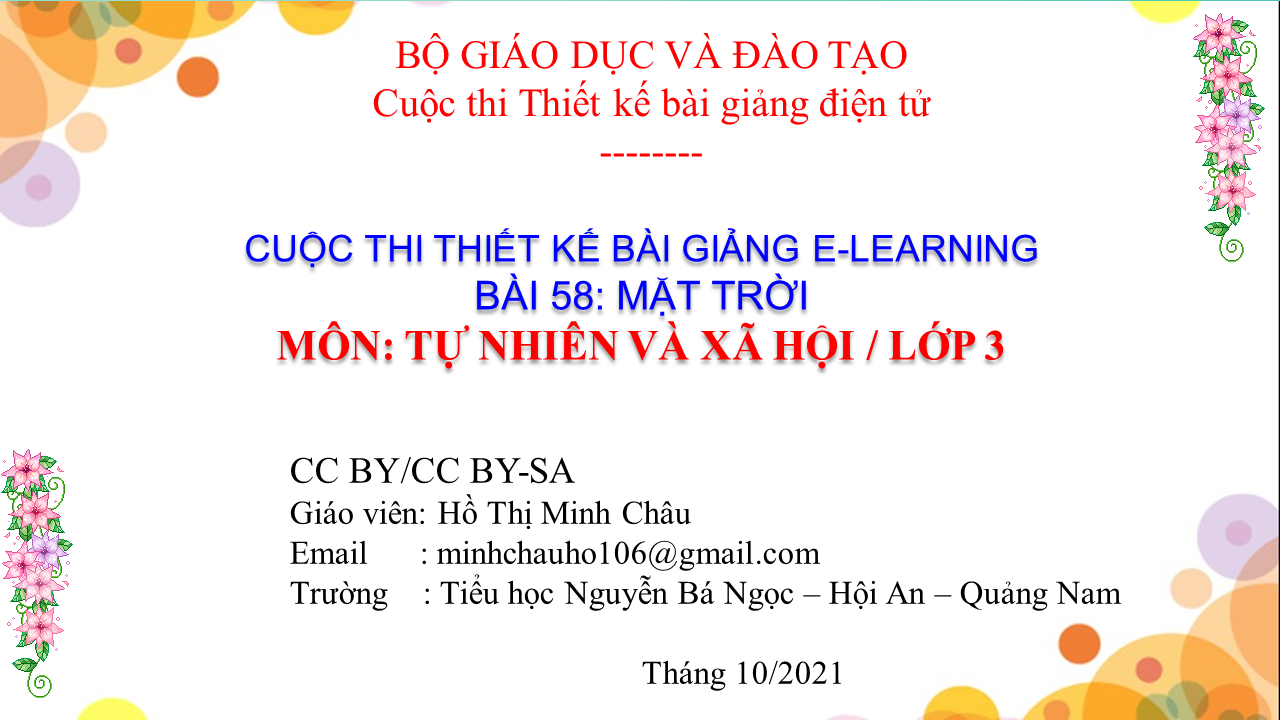 BỘ GIÁO DỤC VÀ ĐÀO TẠO
Cuộc thi Thiết kế bài giảng điện tử
--------
CUỘC THI THIẾT KẾ BÀI GIẢNG E-LEARNING
BÀI 58: MẶT TRỜI
MÔN: TỰ NHIÊN VÀ XÃ HỘI / LỚP 3
CC BY/CC BY-SA
Giáo viên: Hồ Thị Minh Châu
Email : minhchauho106@gmail.com
Trường : Tiểu học Nguyễn Bá Ngọc – Hội An – Quảng Nam
Tháng 10/2021